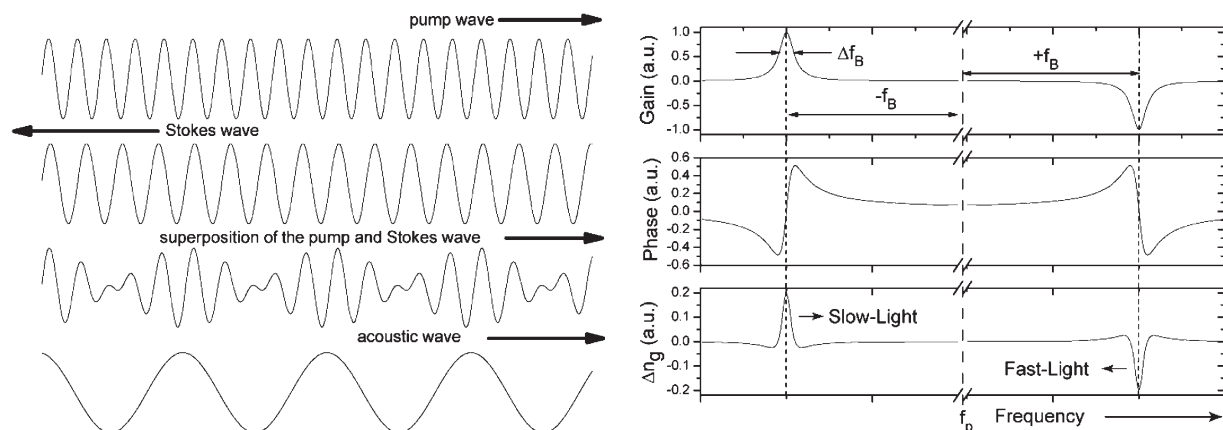 pump wave
Stokes wave
superposition of the pump and Stokes wave
acoustic wave
Gain (a.u.)
1.0
0.5
0.0
-0.5
-1.0
Δf_B
+f_B
-f_B
Phase (a.u.)
0.6
0.4
0.2
0.0
-0.2
-0.4
-0.6
Δn_g (a.u.)
0.2
0.1
0.0
-0.1
-0.2
Slow-Light
Fast-Light
f_p Frequency